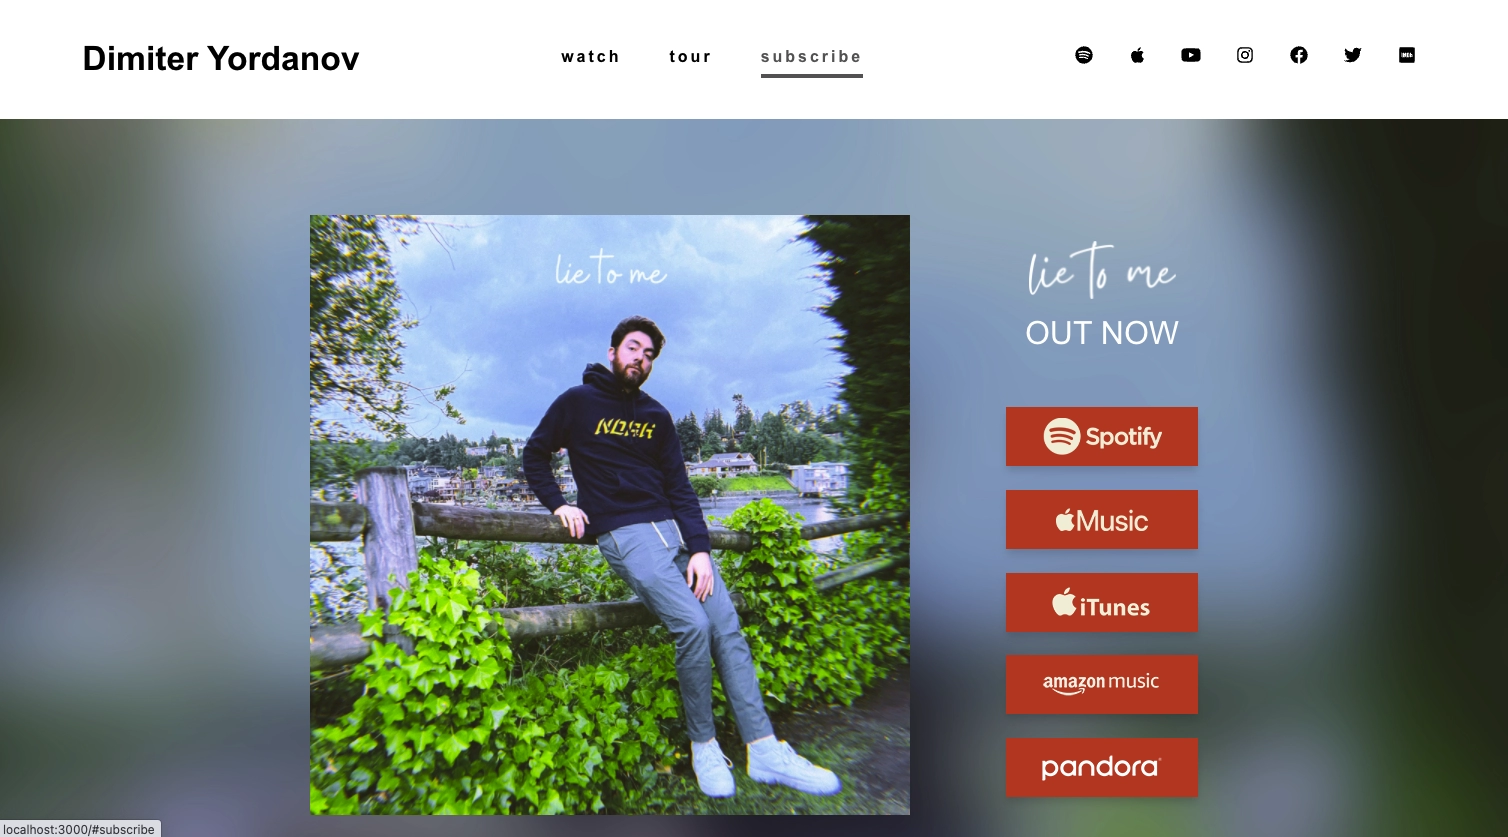 Dimiter Yordanov
watch tour subscribe
IMDb
lie to me
NOAH
lie to me
OUT NOW
Spotify
Music
iTunes
amazon music
pandora
localhost:3000/#subscribe